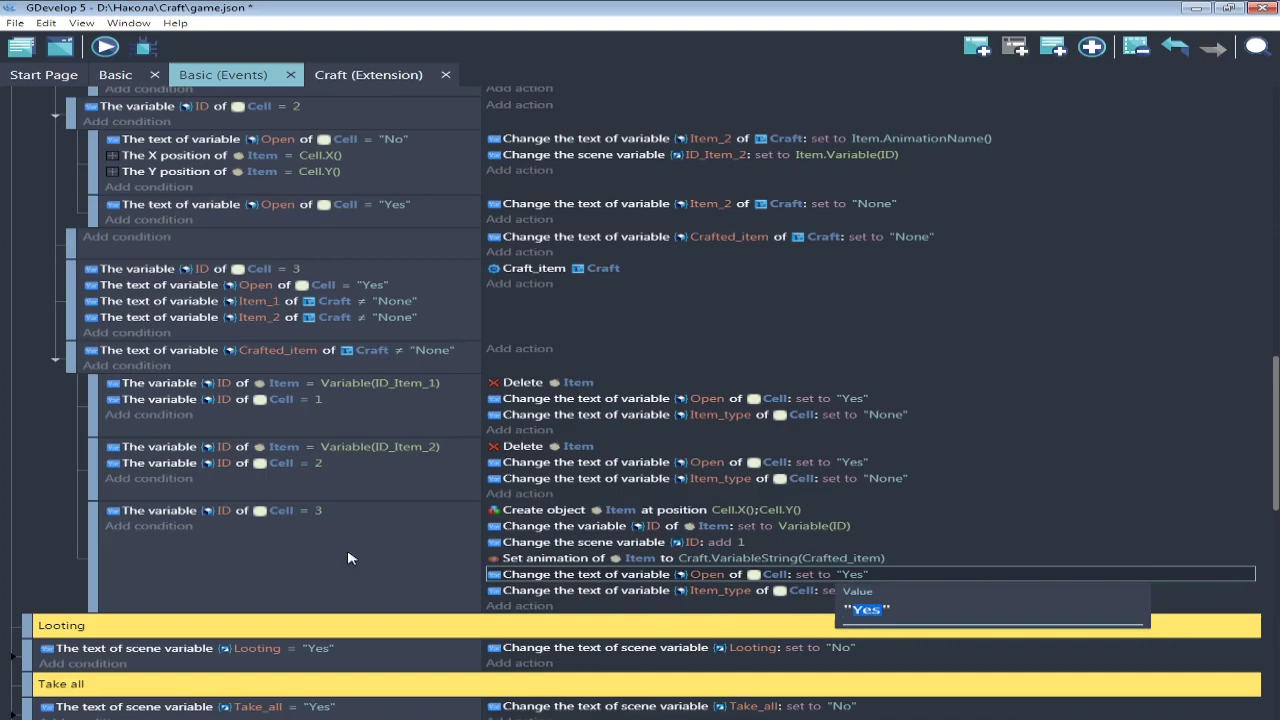 GDevelop 5 - D:\Накола\Craft\game.json *
File Edit View Window Help
Start Page Basic Basic (Events) Craft (Extension)
Add condition Add action
The variable ID of Cell = 2 Add action
Add condition
The text of variable Open of Cell = "No" Change the text of variable Item_2 of Craft: set to Item.AnimationName()
The X position of Item = Cell.X() Change the scene variable ID_Item_2: set to Item.Variable(ID)
The Y position of Item = Cell.Y() Add action
Add condition
The text of variable Open of Cell = "Yes" Change the text of variable Item_2 of Craft: set to "None"
Add condition Add action
Add condition Change the text of variable Crafted_item of Craft: set to "None"
Add action
The variable ID of Cell = 3 Craft_item Craft
The text of variable Open of Cell = "Yes" Add action
The text of variable Item_1 of Craft ≠ "None"
The text of variable Item_2 of Craft ≠ "None"
Add condition
The text of variable Crafted_item of Craft ≠ "None" Add action
Add condition
The variable ID of Item = Variable(ID_Item_1) Delete Item
The variable ID of Cell = 1 Change the text of variable Open of Cell: set to "Yes"
Add condition Change the text of variable Item_type of Cell: set to "None"
Add action
The variable ID of Item = Variable(ID_Item_2) Delete Item
The variable ID of Cell = 2 Change the text of variable Open of Cell: set to "Yes"
Add condition Change the text of variable Item_type of Cell: set to "None"
Add action
The variable ID of Cell = 3 Create object Item at position Cell.X();Cell.Y()
Add condition Change the variable ID of Item: set to Variable(ID)
Change the scene variable ID: add 1
Set animation of Item to Craft.VariableString(Crafted_item)
Change the text of variable Open of Cell: set to "Yes"
Change the text of variable Item_type of Cell: se
Value
Add action
"Yes"
Looting
The text of scene variable Looting = "Yes" Change the text of scene variable Looting: set to "No"
Add condition Add action
Take all
The text of scene variable Take_all = "Yes" Change the text of scene variable Take_all: set to "No"